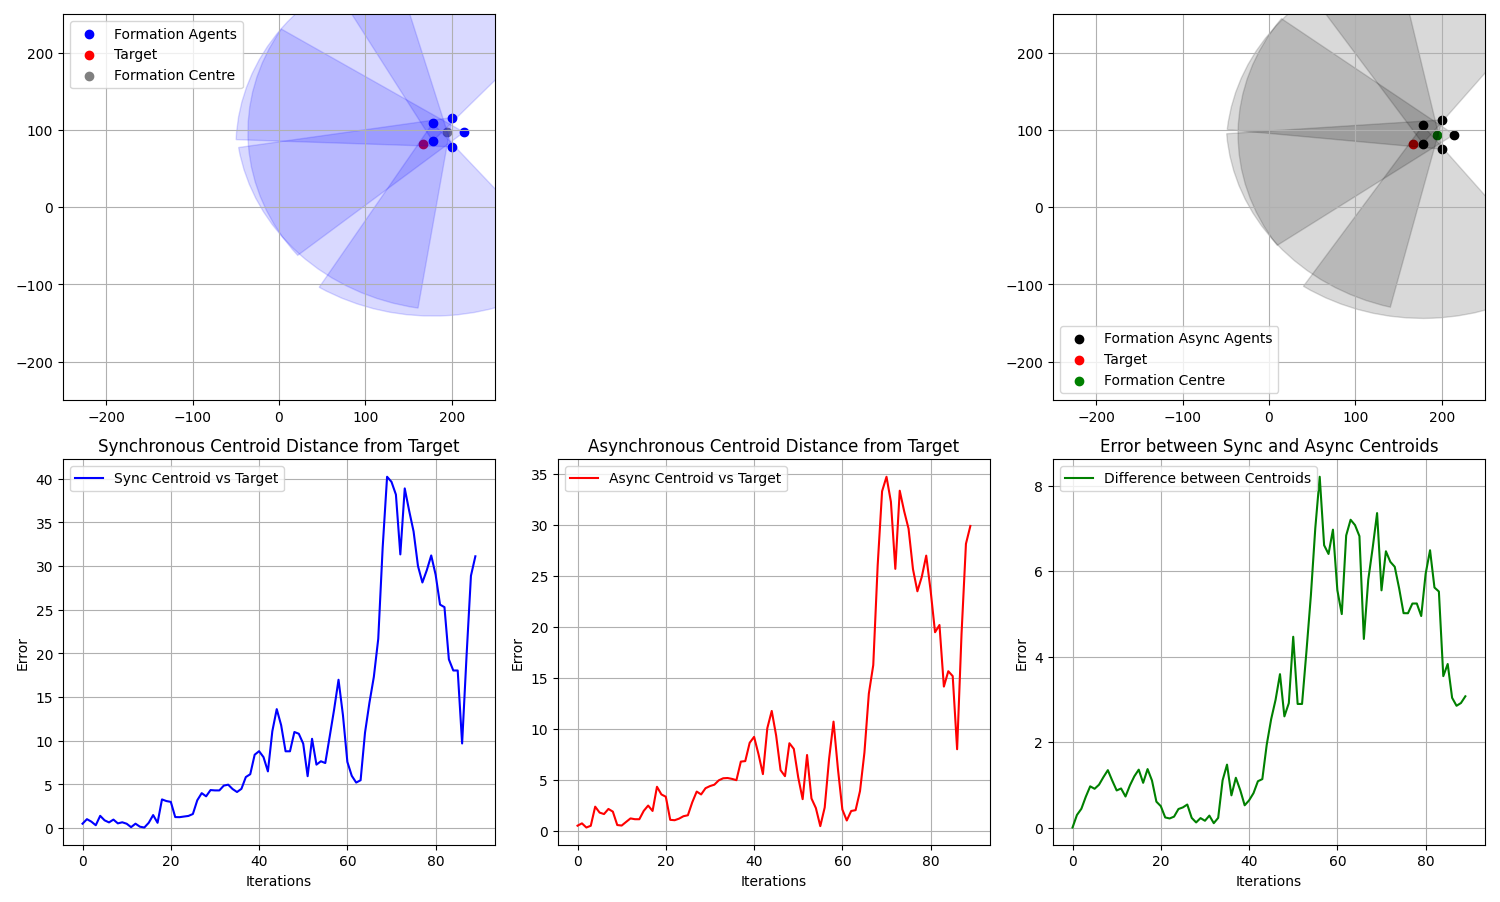 Formation Agents
Target
Formation Centre
200
100
0
−100
−200
−200 −100 0 100 200
Formation Async Agents
Target
Formation Centre
200
100
0
−100
−200
−200 −100 0 100 200
Synchronous Centroid Distance from Target
Sync Centroid vs Target
Error
40
35
30
25
20
15
10
5
0
0 20 40 60 80
Iterations
Asynchronous Centroid Distance from Target
Async Centroid vs Target
Error
35
30
25
20
15
10
5
0
0 20 40 60 80
Iterations
Error between Sync and Async Centroids
Difference between Centroids
Error
8
6
4
2
0
0 20 40 60 80
Iterations